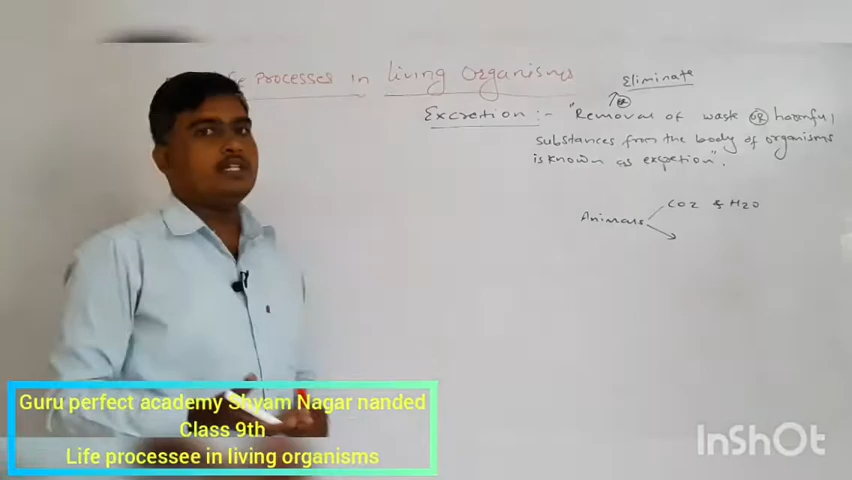 Processes in living Organisms
Eliminate
Excretion :- "Removal of waste OR harmful
substances from the body of organisms
is known as excretion".
CO2 & H2O
Animals
Guru perfect academy Shyam Nagar nanded
Class 9th
Life processee in living organisms
InShOt